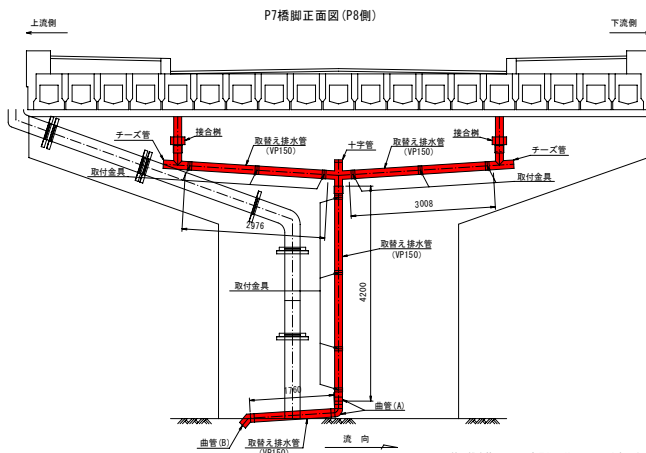 P7橋脚正面図(P8側)
上流側
下流側
接合桝
取替え排水管
(VP150)
十字管
取替え排水管
(VP150)
接合桝
チーズ管
チーズ管
取付金具
取付金具
2976
3008
取替え排水管
(VP150)
取付金具
4200
1760
曲管(A)
曲管(B)
取替え排水管
(VP150)
流 向